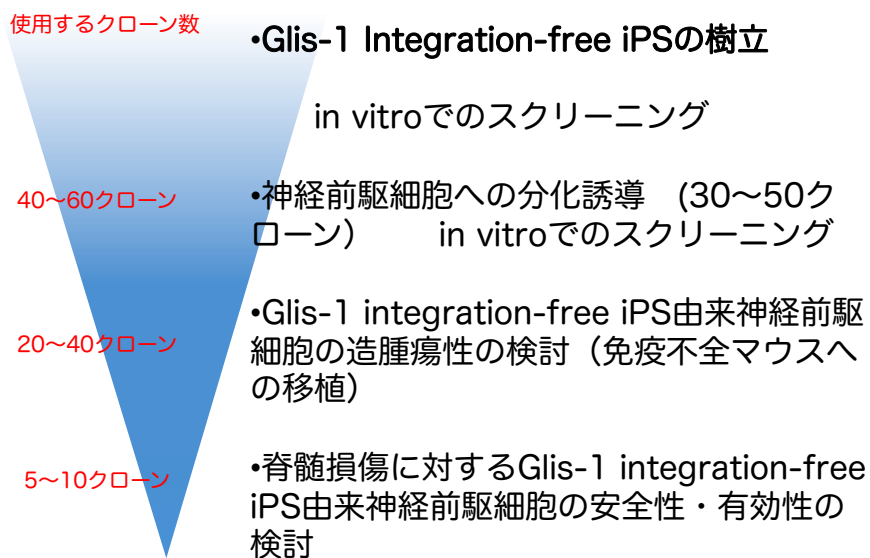 使用するクローン数
•Glis-1 Integration-free iPSの樹立
in vitroでのスクリーニング
40〜60クローン
•神経前駆細胞への分化誘導　(30〜50ク
ローン）　　in vitroでのスクリーニング
•Glis-1 integration-free iPS由来神経前駆
20〜40クローン
細胞の造腫瘍性の検討（免疫不全マウスへ
の移植）
5〜10クローン
•脊髄損傷に対するGlis-1 integration-free
iPS由来神経前駆細胞の安全性・有効性の
検討